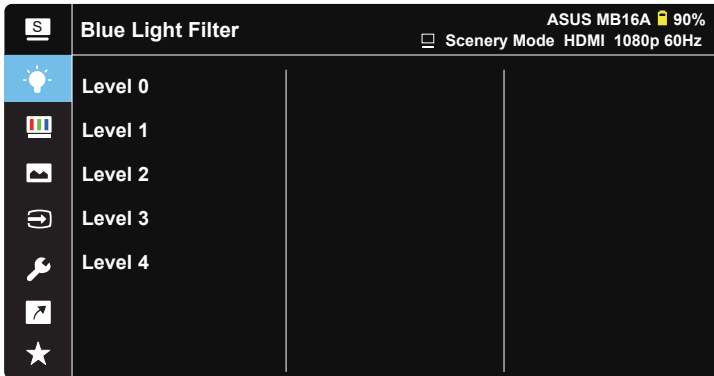 S
Blue Light Filter
ASUS MB16A 90%
Scenery Mode HDMI 1080p 60Hz
Level 0
Level 1
Level 2
Level 3
Level 4